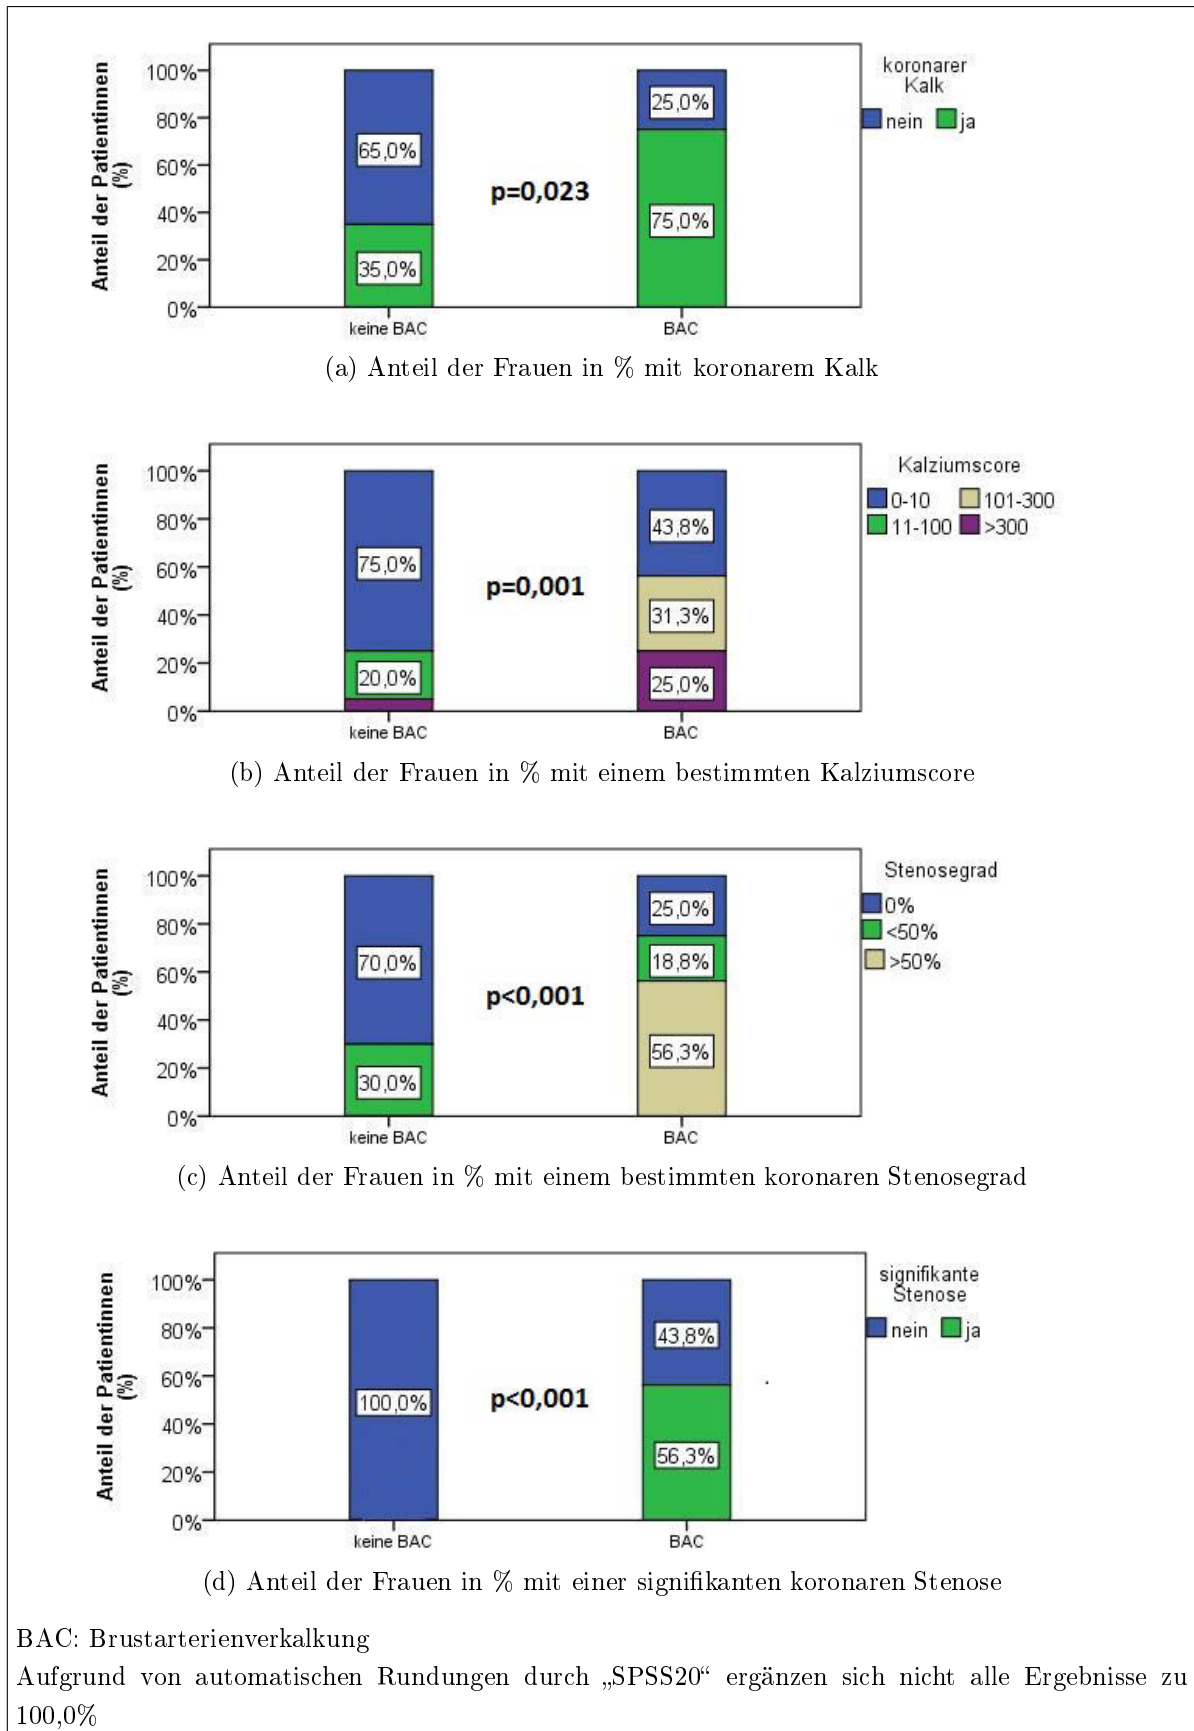 koronarer
Kalk
nein ja
Anteil der Patientinnen
(%)
100%
80%
60%
40%
20%
0%
65,0%
35,0%
p=0,023
25,0%
75,0%
keine BAC BAC
(a) Anteil der Frauen in % mit koronarem Kalk
Kalziumscore
0-10 101-300
11-100 >300
Anteil der Patientinnen
(%)
100%
80%
60%
40%
20%
0%
75,0%
20,0%
p=0,001
43,8%
31,3%
25,0%
keine BAC BAC
(b) Anteil der Frauen in % mit einem bestimmten Kalziumscore
Stenosegrad
0%
<50%
>50%
Anteil der Patientinnen
(%)
100%
80%
60%
40%
20%
0%
70,0%
30,0%
p<0,001
25,0%
18,8%
56,3%
keine BAC BAC
(c) Anteil der Frauen in % mit einem bestimmten koronaren Stenosegrad
signifikante
Stenose
nein ja
Anteil der Patientinnen
(%)
100%
80%
60%
40%
20%
0%
100,0%
p<0,001
43,8%
56,3%
keine BAC BAC
(d) Anteil der Frauen in % mit einer signifikanten koronaren Stenose
BAC: Brustarterienverkalkung
Aufgrund von automatischen Rundungen durch „SPSS20“ ergänzen sich nicht alle Ergebnisse zu
100,0%